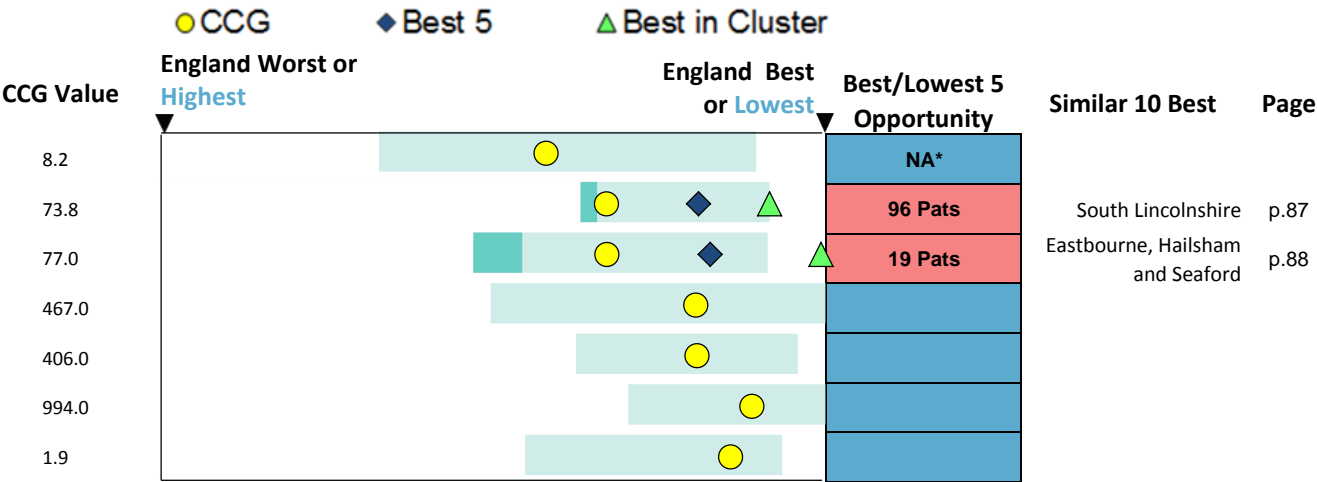 CCG Best 5 Best in Cluster
CCG Value
England Worst or
Highest
England Best
or Lowest
Best/Lowest 5
Opportunity
Similar 10 Best
Page
8.2 NA*
73.8 96 Pats South Lincolnshire p.87
77.0 19 Pats Eastbourne, Hailsham
and Seaford p.88
467.0
406.0
994.0
1.9